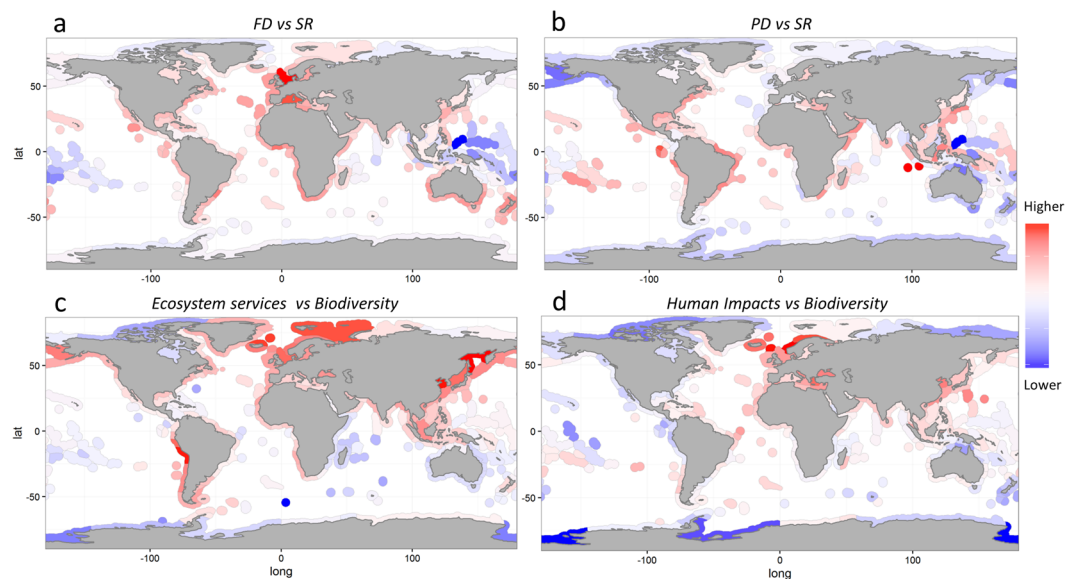 a
FD vs SR
b
PD vs SR
lat
50
0
-50
-100
0
100
50
0
-50
-100
0
100
Higher
Lower
c
Ecosystem services vs Biodiversity
d
Human Impacts vs Biodiversity
lat
50
0
-50
-100
0
100
long
50
0
-50
-100
0
100
long